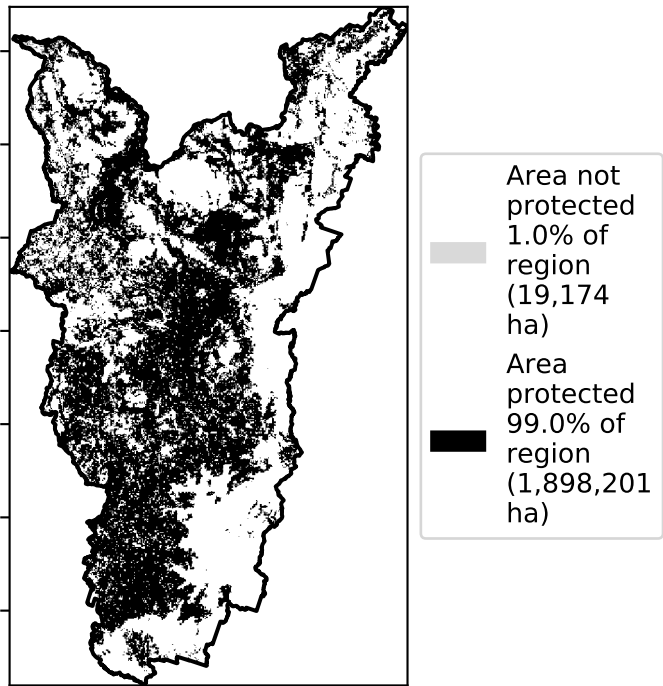 Area not
protected
1.0% of
region
(19,174
ha)
Area
protected
99.0% of
region
(1,898,201
ha)